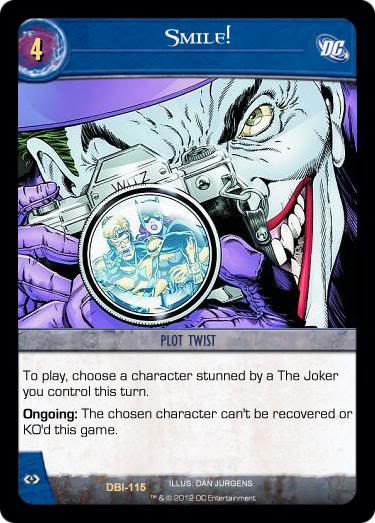 4
Smile!
DC
WITZ
PLOT TWIST
To play, choose a character stunned by a The Joker
you control this turn.
Ongoing: The chosen character can't be recovered or
KO'd this game.
DBI-115
ILLUS: DAN JURGENS
™ & © 2012 DC Entertainment